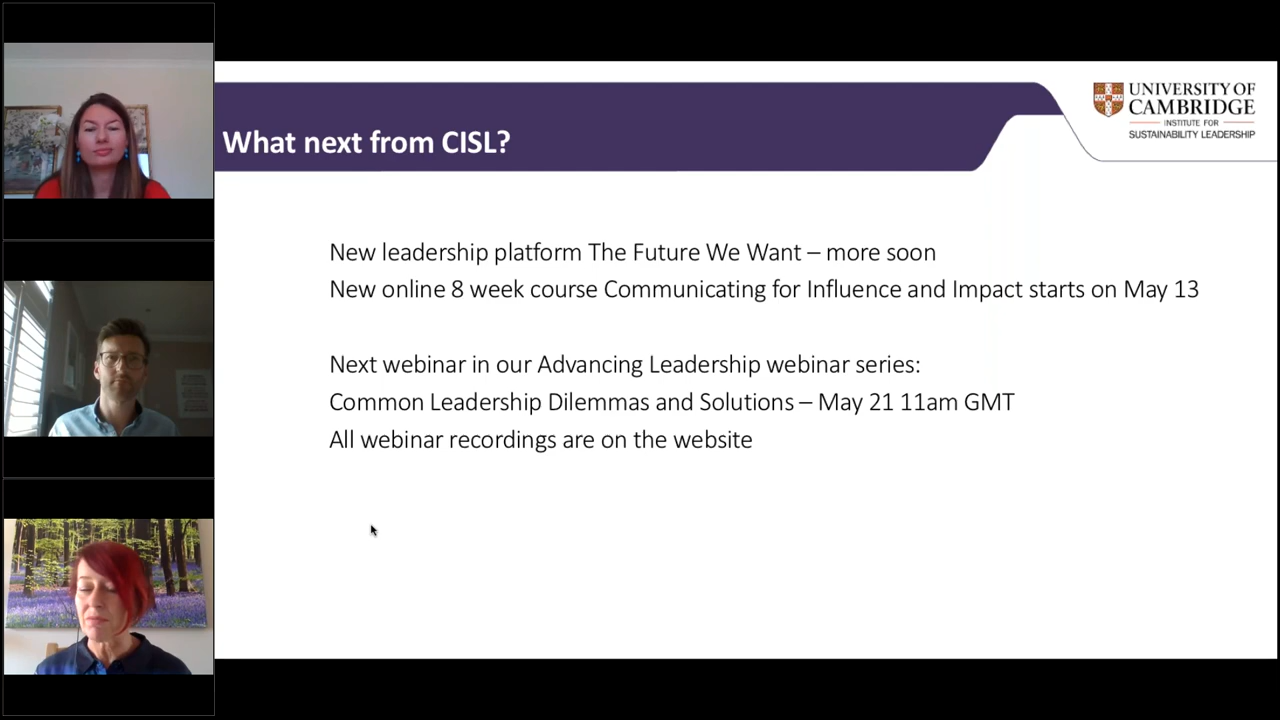 What next from CISL?
UNIVERSITY OF
CAMBRIDGE
INSTITUTE FOR
SUSTAINABILITY LEADERSHIP
New leadership platform The Future We Want – more soon
New online 8 week course Communicating for Influence and Impact starts on May 13
Next webinar in our Advancing Leadership webinar series:
Common Leadership Dilemmas and Solutions – May 21 11am GMT
All webinar recordings are on the website